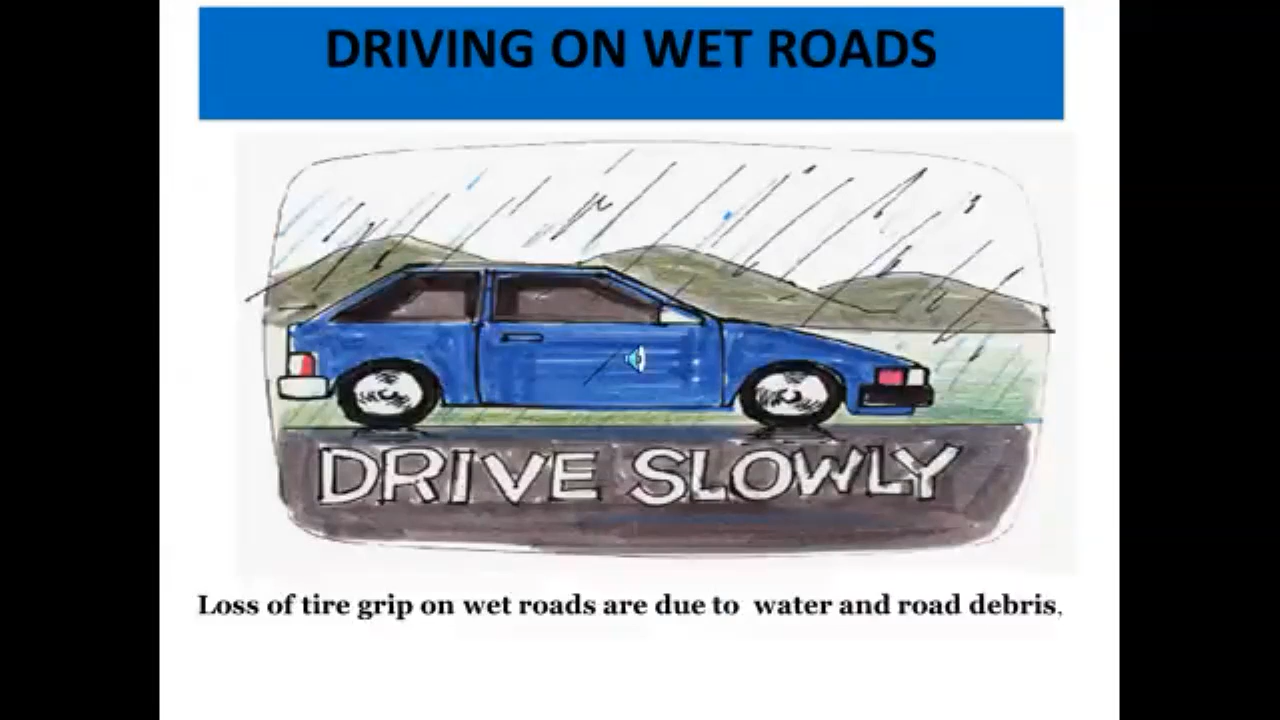 DRIVING ON WET ROADS
DRIVE SLOWLY
Loss of tire grip on wet roads are due to water and road debris,